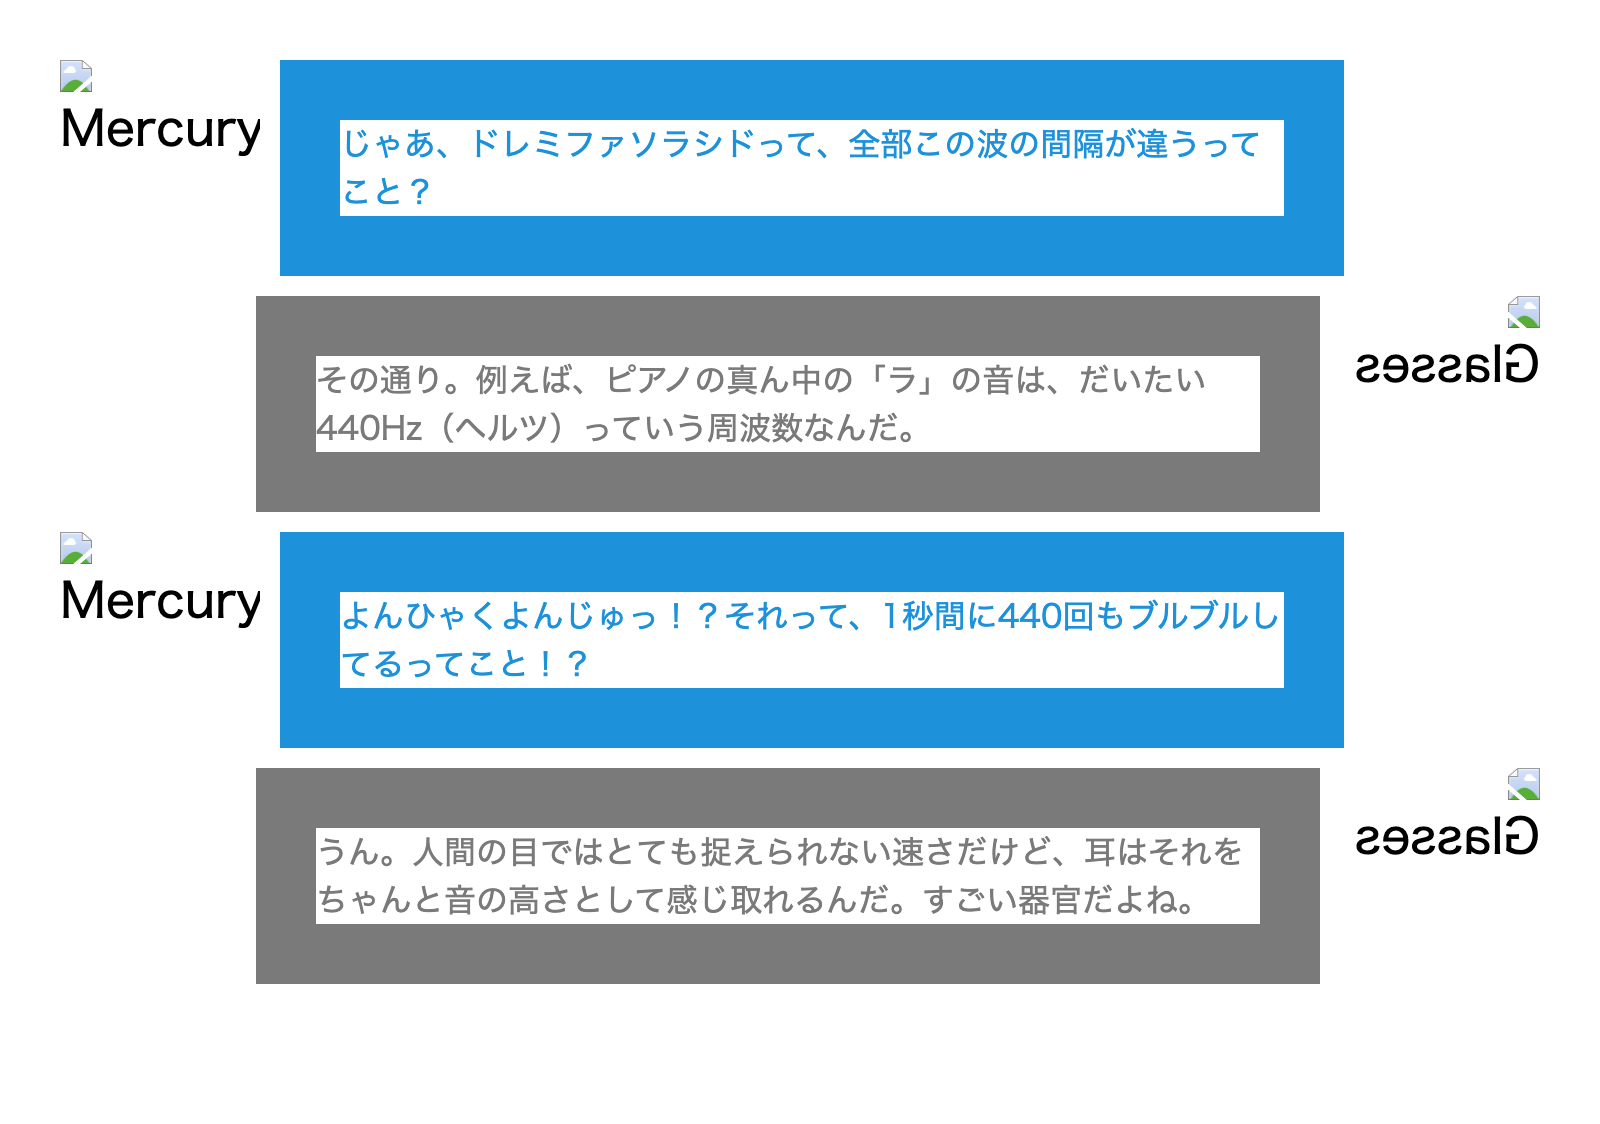 Mercury
じゃあ、ドレミファソラシドって、全部この波の間隔が違うって
こと？
Glasses
その通り。例えば、ピアノの真ん中の「ラ」の音は、だいたい
440Hz（ヘルツ）っていう周波数なんだ。
Mercury
よんひゃくよんじゅっ！？それって、1秒間に440回もブルブルし
てるってこと！？
Glasses
うん。人間の目ではとても捉えられない速さだけど、耳はそれを
ちゃんと音の高さとして感じ取れるんだ。すごい器官だよね。